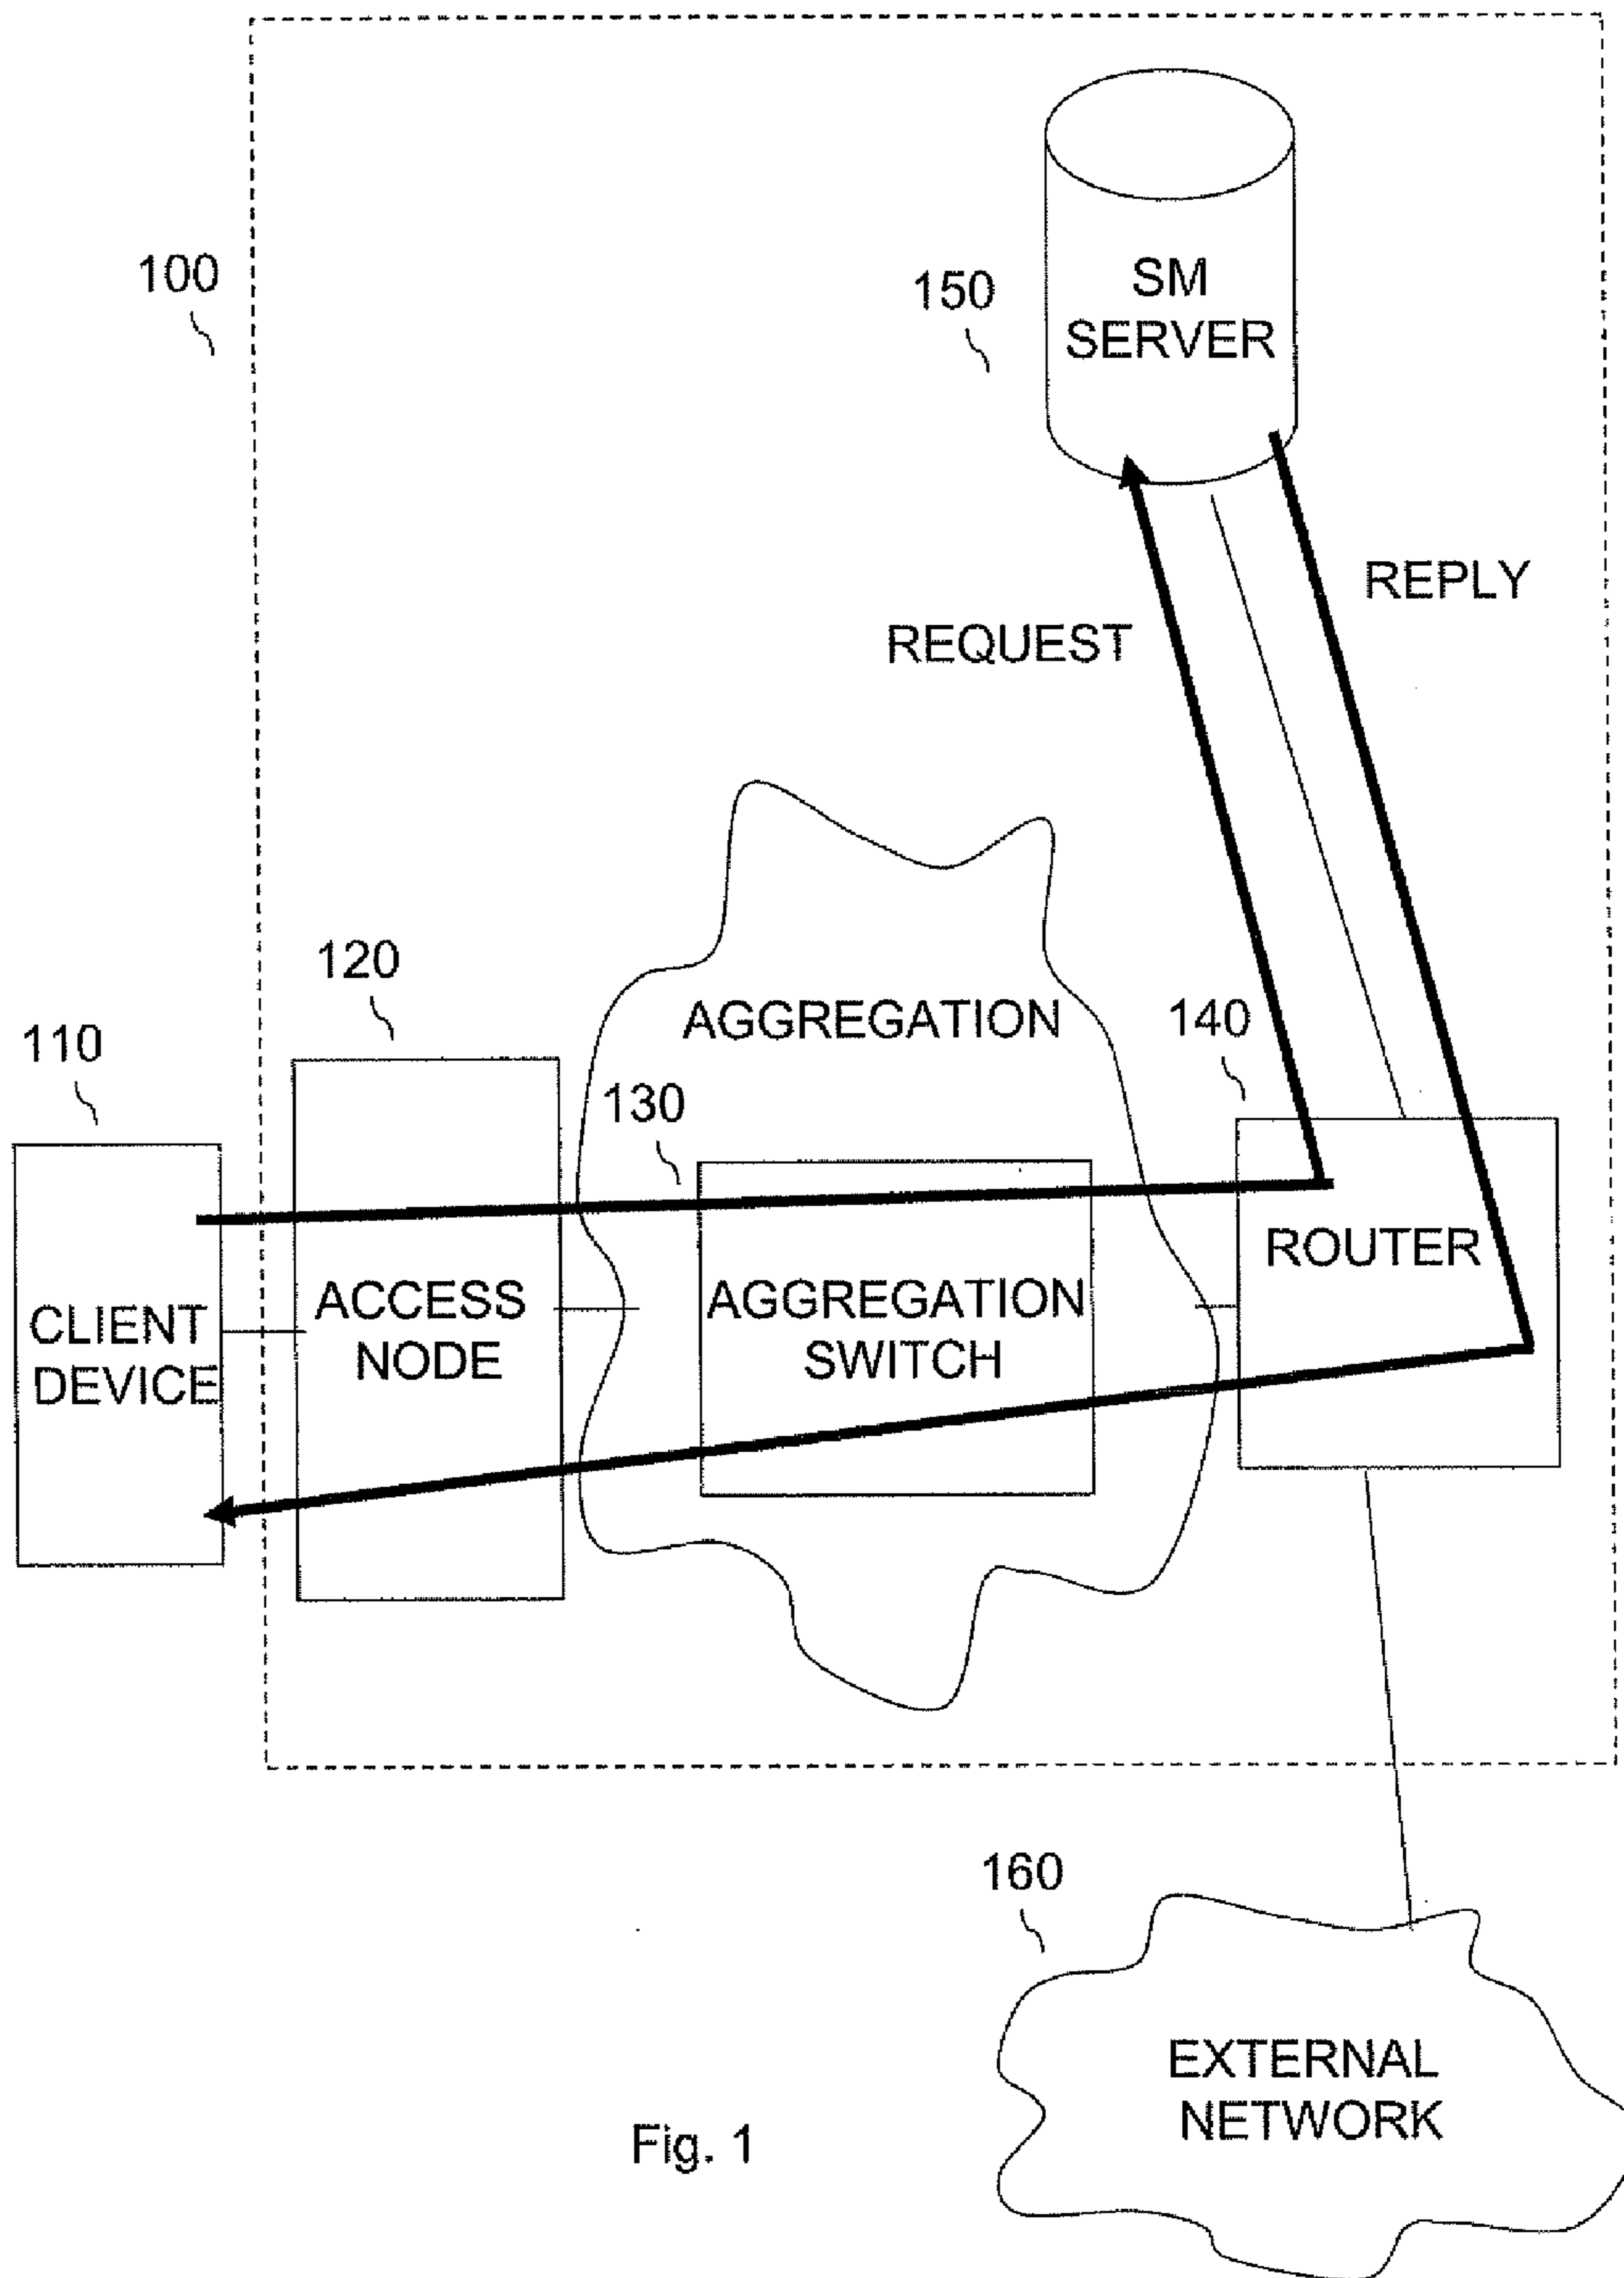 100
150
SM
SERVER
REPLY
REQUEST
120
AGGREGATION
140
110
130
CLIENT
DEVICE
ACCESS
NODE
AGGREGATION
SWITCH
ROUTER
160
EXTERNAL
NETWORK
Fig. 1